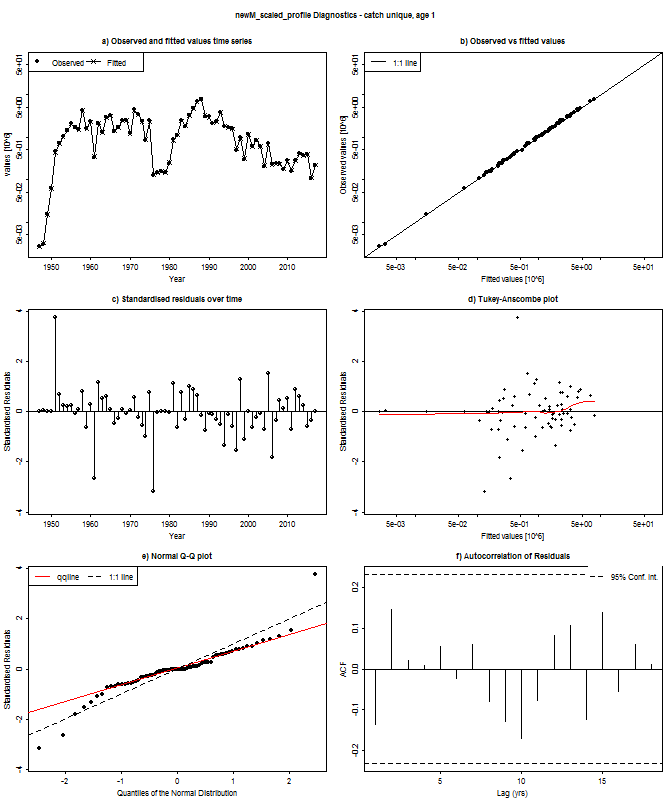 newM_scaled_profile Diagnostics - catch unique, age 1
a) Observed and fitted values time series
Observed Fitted
values [10^6]
5e+01
5e+00
5e-01
5e-02
5e-03
1950 1960 1970 1980 1990 2000 2010
Year
b) Observed vs fitted values
1:1 line
Observed values [10^6]
5e+01
5e+00
5e-01
5e-02
5e-03
5e-03 5e-02 5e-01 5e+00 5e+01
Fitted values [10^6]
c) Standardised residuals over time
Standardised Residuals
4
2
0
-2
-4
1950 1960 1970 1980 1990 2000 2010
Year
d) Tukey-Anscombe plot
Standardised Residuals
4
2
0
-2
-4
5e-03 5e-02 5e-01 5e+00 5e+01
Fitted values [10^6]
e) Normal Q-Q plot
qqline 1:1 line
Standardised Residuals
4
2
0
-2
-4
-2 -1 0 1 2
Quantiles of the Normal Distribution
f) Autocorrelation of Residuals
95% Conf. Int.
ACF
0.2
0.1
0.0
-0.1
-0.2
5 10 15
Lag (yrs)